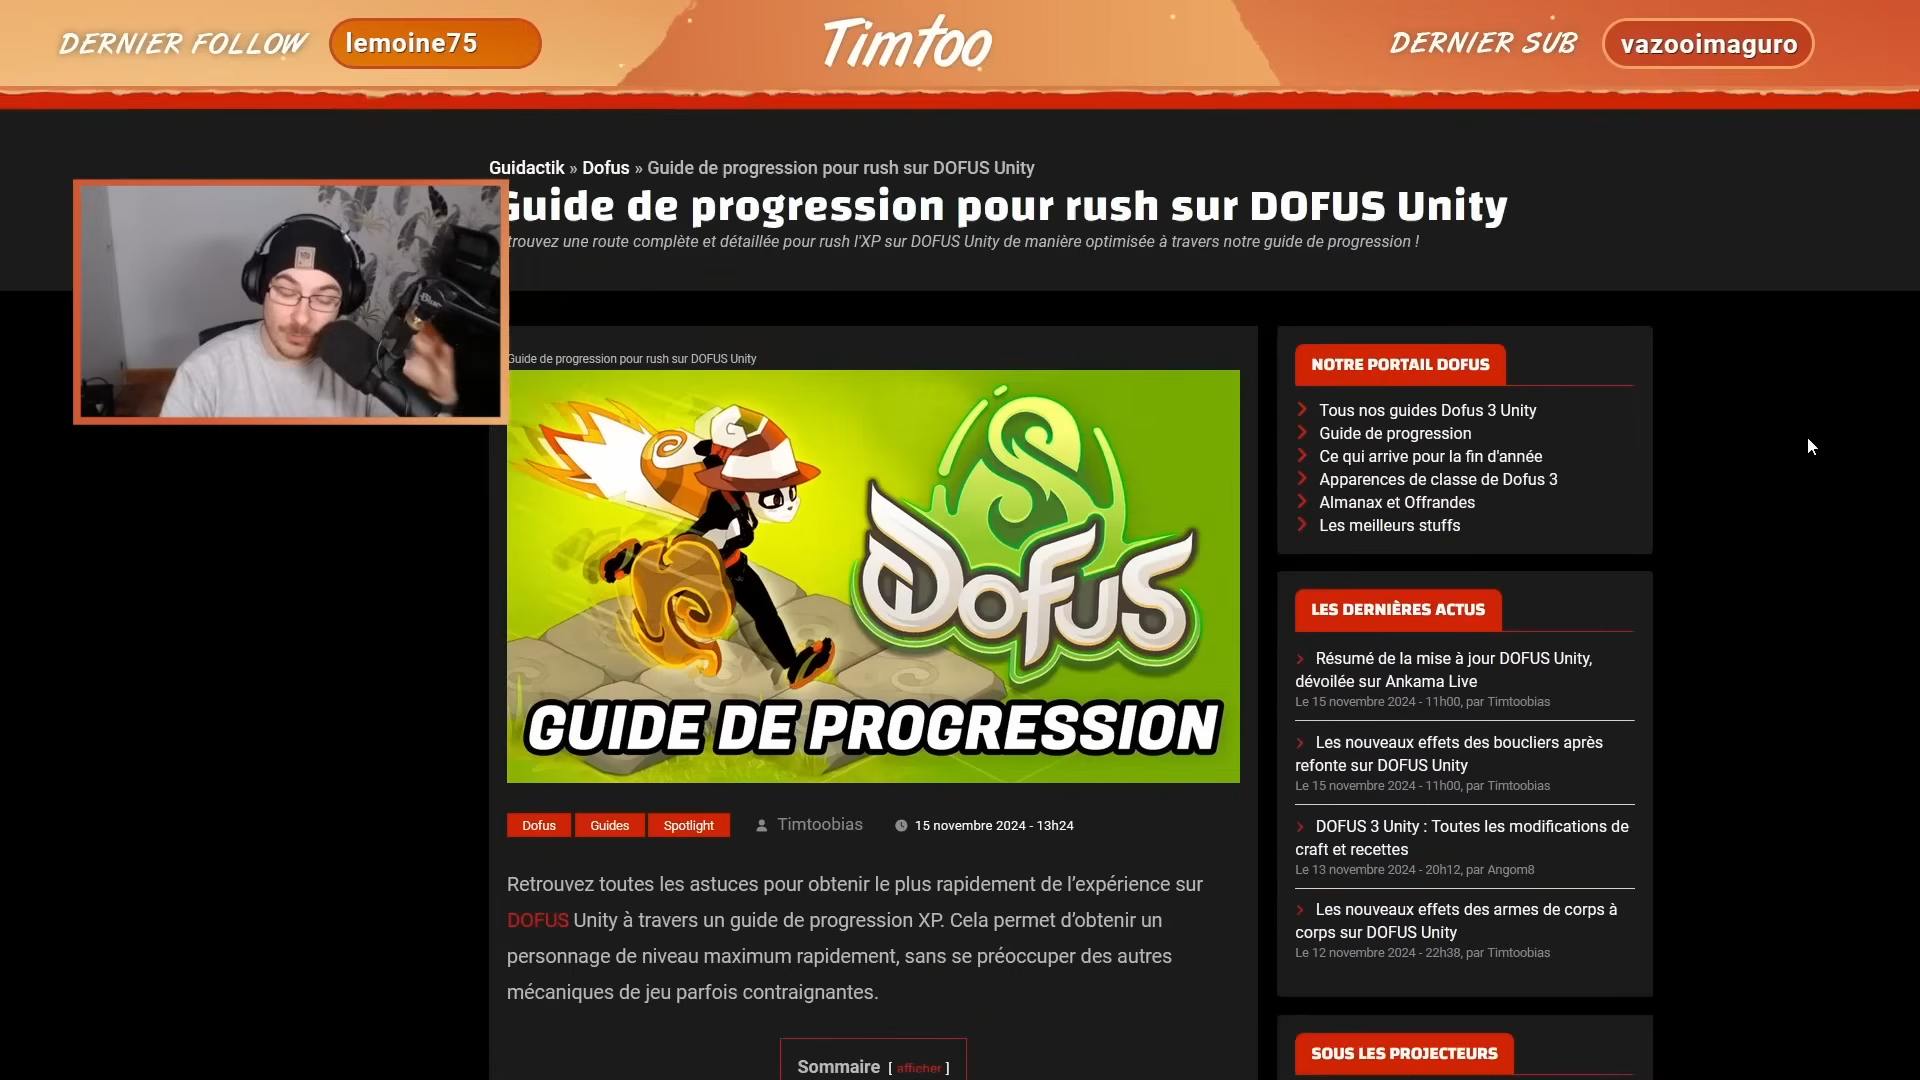 DERNIER FOLLOW
lemoine75
Timtoo
DERNIER SUB
vazooimaguro
Guidactik » Dofus » Guide de progression pour rush sur DOFUS Unity
Guide de progression pour rush sur DOFUS Unity
trouvez une route complète et détaillée pour rush l'XP sur DOFUS Unity de manière optimisée à travers notre guide de progression !
Guide de progression pour rush sur DOFUS Unity
DOFUS
GUIDE DE PROGRESSION
Dofus
Guides
Spotlight
Timtoobias
15 novembre 2024 - 13h24
Retrouvez toutes les astuces pour obtenir le plus rapidement de l’expérience sur
DOFUS Unity à travers un guide de progression XP. Cela permet d’obtenir un
personnage de niveau maximum rapidement, sans se préoccuper des autres
mécaniques de jeu parfois contraignantes.
Sommaire [ afficher ]
NOTRE PORTAIL DOFUS
Tous nos guides Dofus 3 Unity
Guide de progression
Ce qui arrive pour la fin d'année
Apparences de classe de Dofus 3
Almanax et Offrandes
Les meilleurs stuffs
LES DERNIÈRES ACTUS
Résumé de la mise à jour DOFUS Unity,
dévoilée sur Ankama Live
Le 15 novembre 2024 - 11h00, par Timtoobias
Les nouveaux effets des boucliers après
refonte sur DOFUS Unity
Le 15 novembre 2024 - 11h00, par Timtoobias
DOFUS 3 Unity : Toutes les modifications de
craft et recettes
Le 13 novembre 2024 - 20h12, par Angom8
Les nouveaux effets des armes de corps à
corps sur DOFUS Unity
Le 12 novembre 2024 - 22h38, par Timtoobias
SOUS LES PROJECTEURS